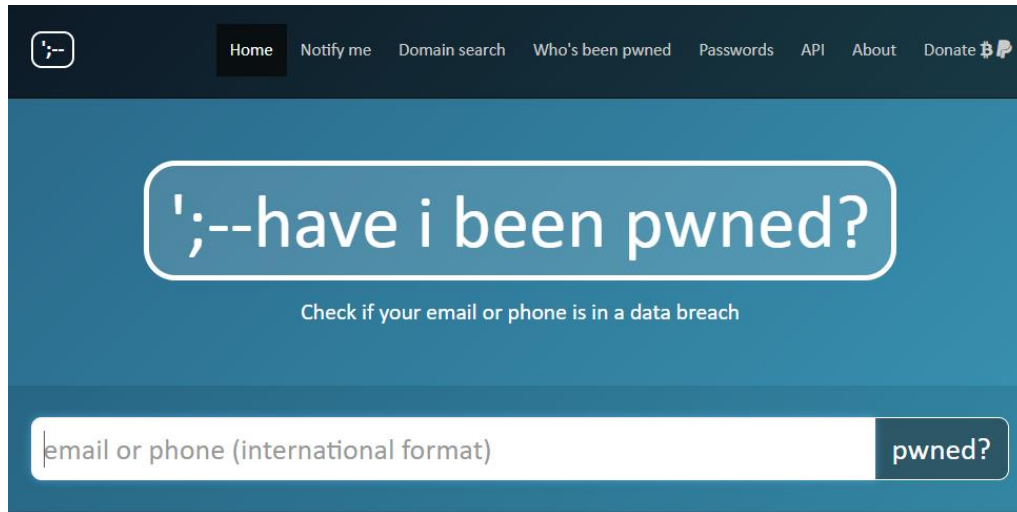 ';--
Home Notify me Domain search Who's been pwned Passwords API About Donate
';--have i been pwned?
Check if your email or phone is in a data breach
email or phone (international format) pwned?